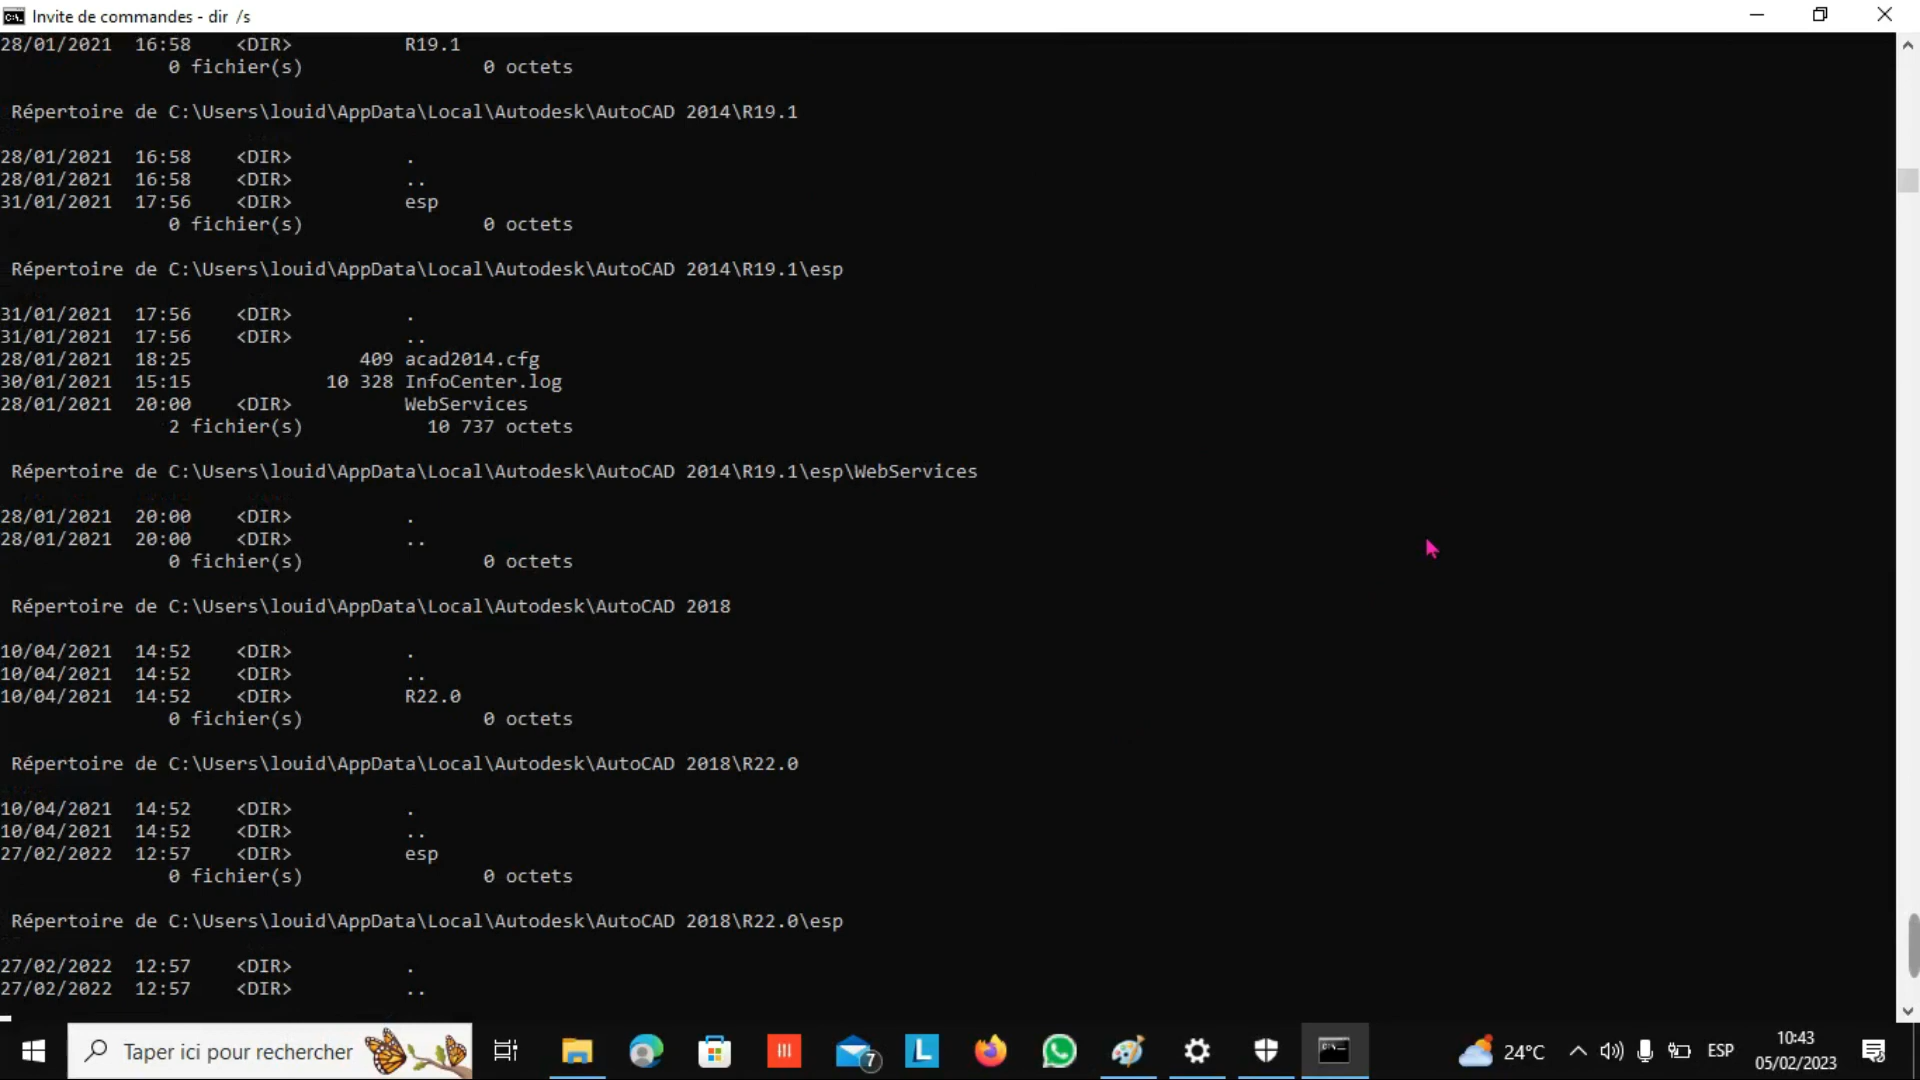 Invite de commandes - dir /s
28/01/2021 16:58 <DIR> R19.1
0 fichier(s) 0 octets
Répertoire de C:\Users\louid\AppData\Local\Autodesk\AutoCAD 2014\R19.1
28/01/2021 16:58 <DIR> .
28/01/2021 16:58 <DIR> ..
31/01/2021 17:56 <DIR> esp
0 fichier(s) 0 octets
Répertoire de C:\Users\louid\AppData\Local\Autodesk\AutoCAD 2014\R19.1\esp
31/01/2021 17:56 <DIR> .
31/01/2021 17:56 <DIR> ..
28/01/2021 18:25 409 acad2014.cfg
30/01/2021 15:15 10 328 InfoCenter.log
28/01/2021 20:00 <DIR> WebServices
2 fichier(s) 10 737 octets
Répertoire de C:\Users\louid\AppData\Local\Autodesk\AutoCAD 2014\R19.1\esp\WebServices
28/01/2021 20:00 <DIR> .
28/01/2021 20:00 <DIR> ..
0 fichier(s) 0 octets
Répertoire de C:\Users\louid\AppData\Local\Autodesk\AutoCAD 2018
10/04/2021 14:52 <DIR> .
10/04/2021 14:52 <DIR> ..
10/04/2021 14:52 <DIR> R22.0
0 fichier(s) 0 octets
Répertoire de C:\Users\louid\AppData\Local\Autodesk\AutoCAD 2018\R22.0
10/04/2021 14:52 <DIR> .
10/04/2021 14:52 <DIR> ..
27/02/2022 12:57 <DIR> esp
0 fichier(s) 0 octets
Répertoire de C:\Users\louid\AppData\Local\Autodesk\AutoCAD 2018\R22.0\esp
27/02/2022 12:57 <DIR> .
27/02/2022 12:57 <DIR> ..
Taper ici pour rechercher
7
L
24°C
ESP
10:43
05/02/2023